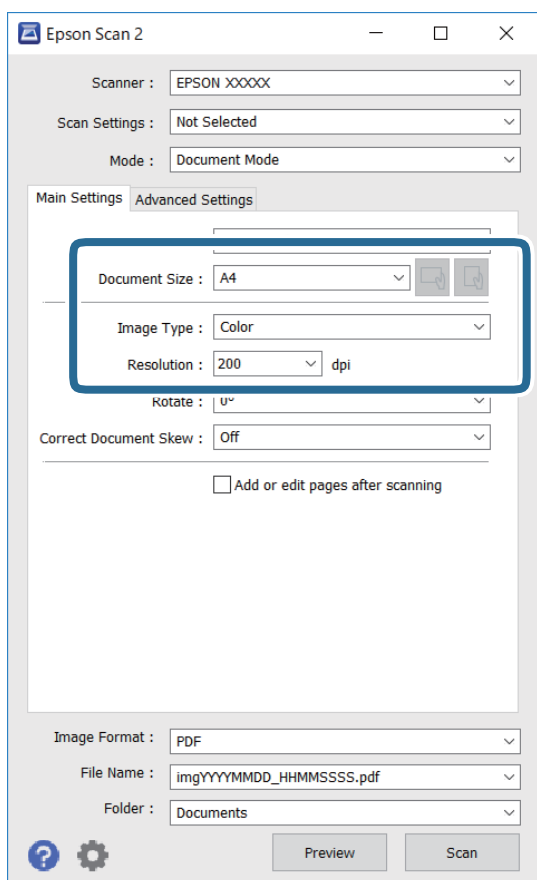 Epson Scan 2
Scanner : EPSON XXXXX
Scan Settings : Not Selected
Mode : Document Mode
Main Settings Advanced Settings
Document Size : A4
Image Type : Color
Resolution : 200 dpi
Rotate : 0º
Correct Document Skew : Off
Add or edit pages after scanning
Image Format : PDF
File Name : imgYYYYMMDD_HHMMSSSS.pdf
Folder : Documents
? Preview Scan